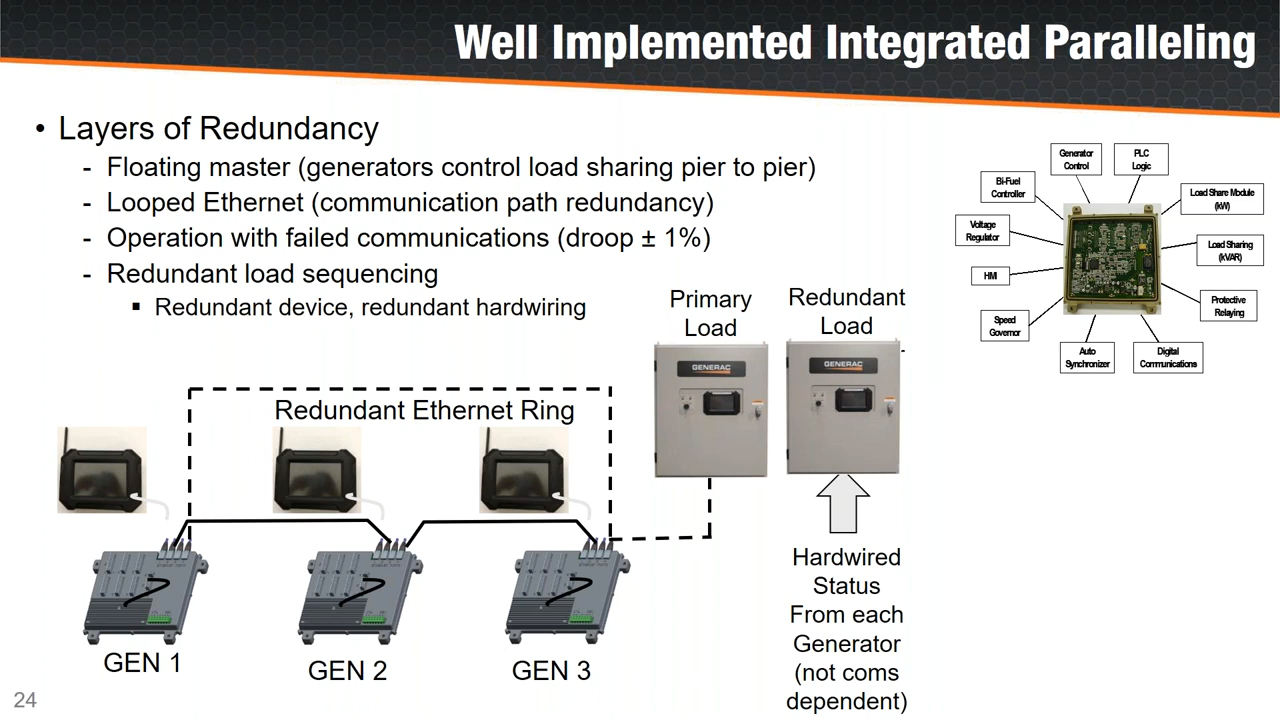 Well Implemented Integrated Paralleling
• Layers of Redundancy
- Floating master (generators control load sharing pier to pier)
- Looped Ethernet (communication path redundancy)
- Operation with failed communications (droop ± 1%)
- Redundant load sequencing
▪ Redundant device, redundant hardwiring
Generator
Control
PLC
Logic
Bi-Fuel
Controller
Load Share Module
(kW)
Voltage
Regulator
Load Sharing
(kVAR)
HMI
Protective
Relaying
Speed
Governor
Auto
Synchronizer
Digital
Communications
Primary
Load
Redundant
Load
GENERAC
GENERAC
Redundant Ethernet Ring
GEN 1
GEN 2
GEN 3
Hardwired
Status
From each
Generator
(not coms
dependent)
24